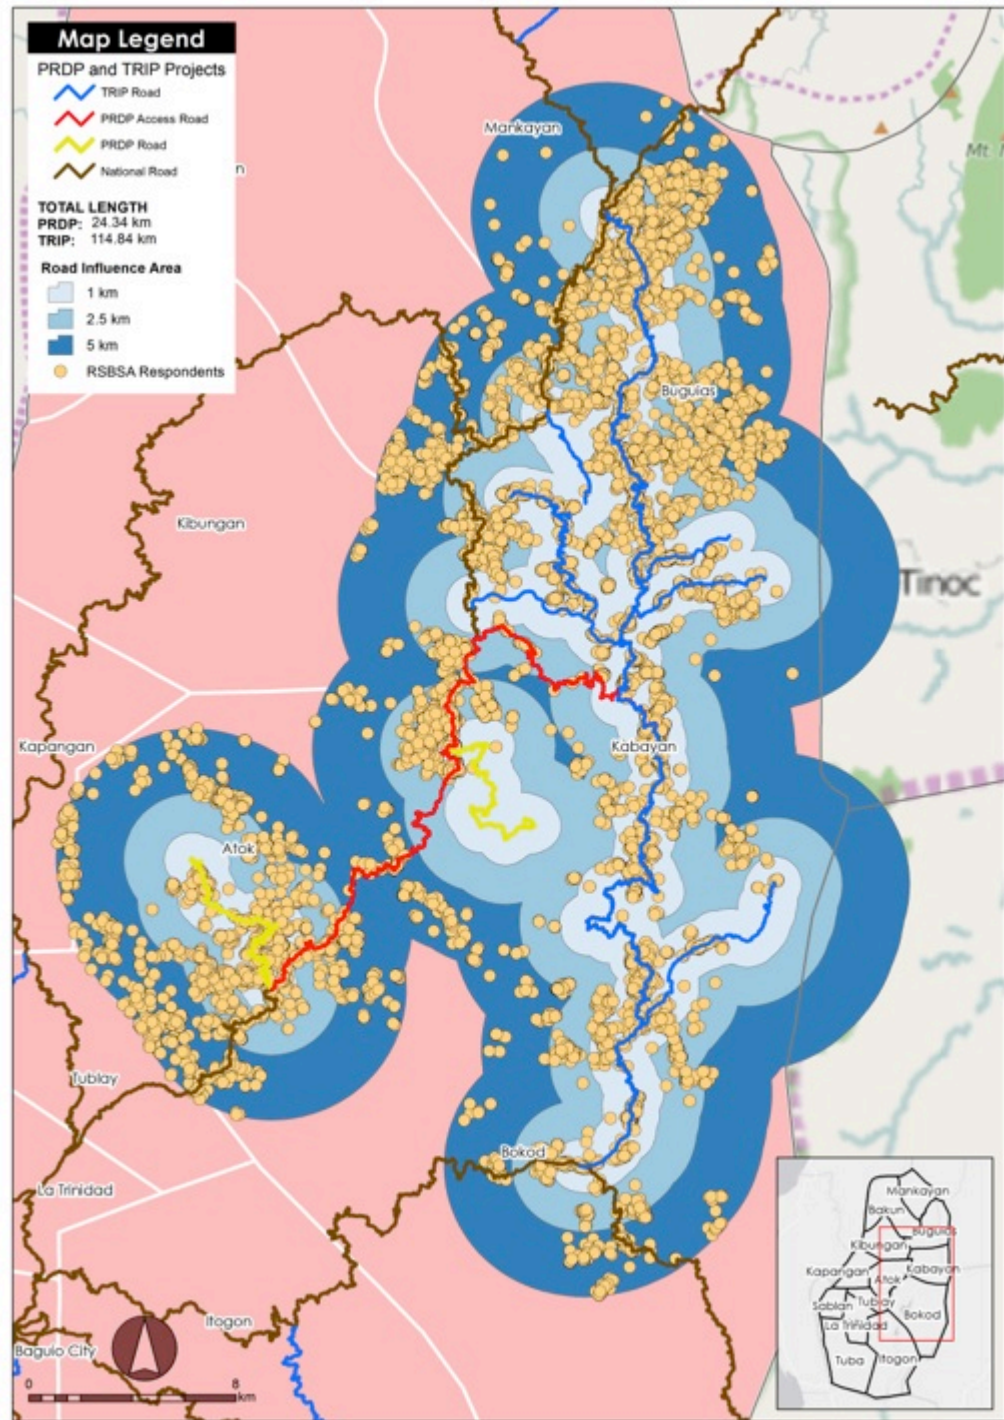 Map Legend
PRDP and TRIP Projects
TRIP Road
PRDP Access Road
PRDP Road
National Road
TOTAL LENGTH
PRDP: 24.34 km
TRIP: 114.84 km
Road Influence Area
1 km
2.5 km
5 km
RSBSA Respondents
n
Mankayan
Mt.
Buguias
Kibungan
Tinoc
Kapangan
Kabayan
Atok
Tublay
Bokod
La Trinidad
Itogon
Baguio City
0 8
km
Mankayan
Bakun
Buguias
Kibungan
Kapangan
Kabayan
Atok
Sablan
Tublay
Bokod
La Trinidad
Tuba
Itogon